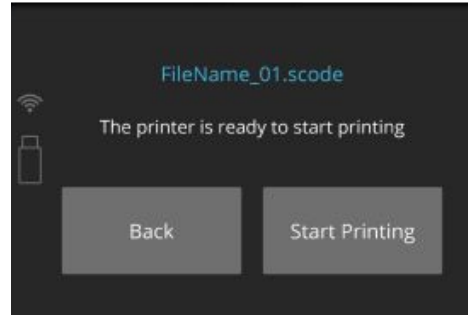 FileName_01.scode
The printer is ready to start printing
Back
Start Printing